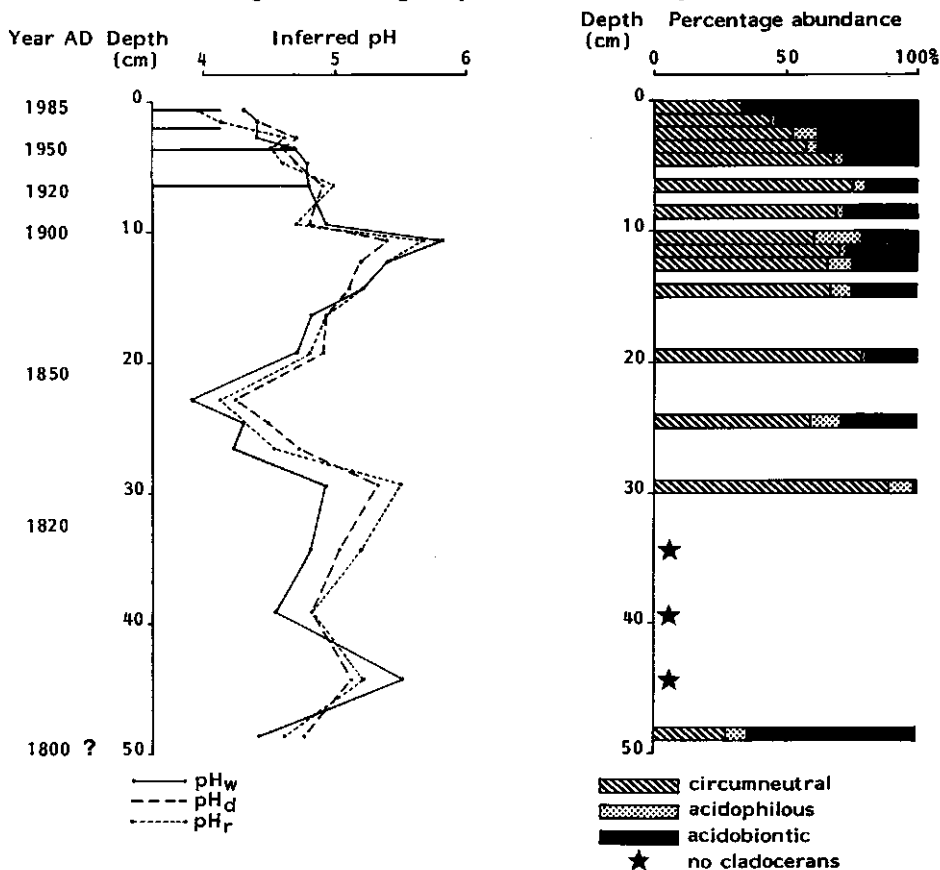 Year AD Depth (cm) Inferred pH
4 5 6
1985 0
1950
1920
1900 10
20
1850
30
1820
40
1800 ? 50
pHw
pHd
pHr
Depth (cm) Percentage abundance
0 50 100%
0
10
20
30
40
50
circumneutral
acidophilous
acidobiontic
no cladocerans